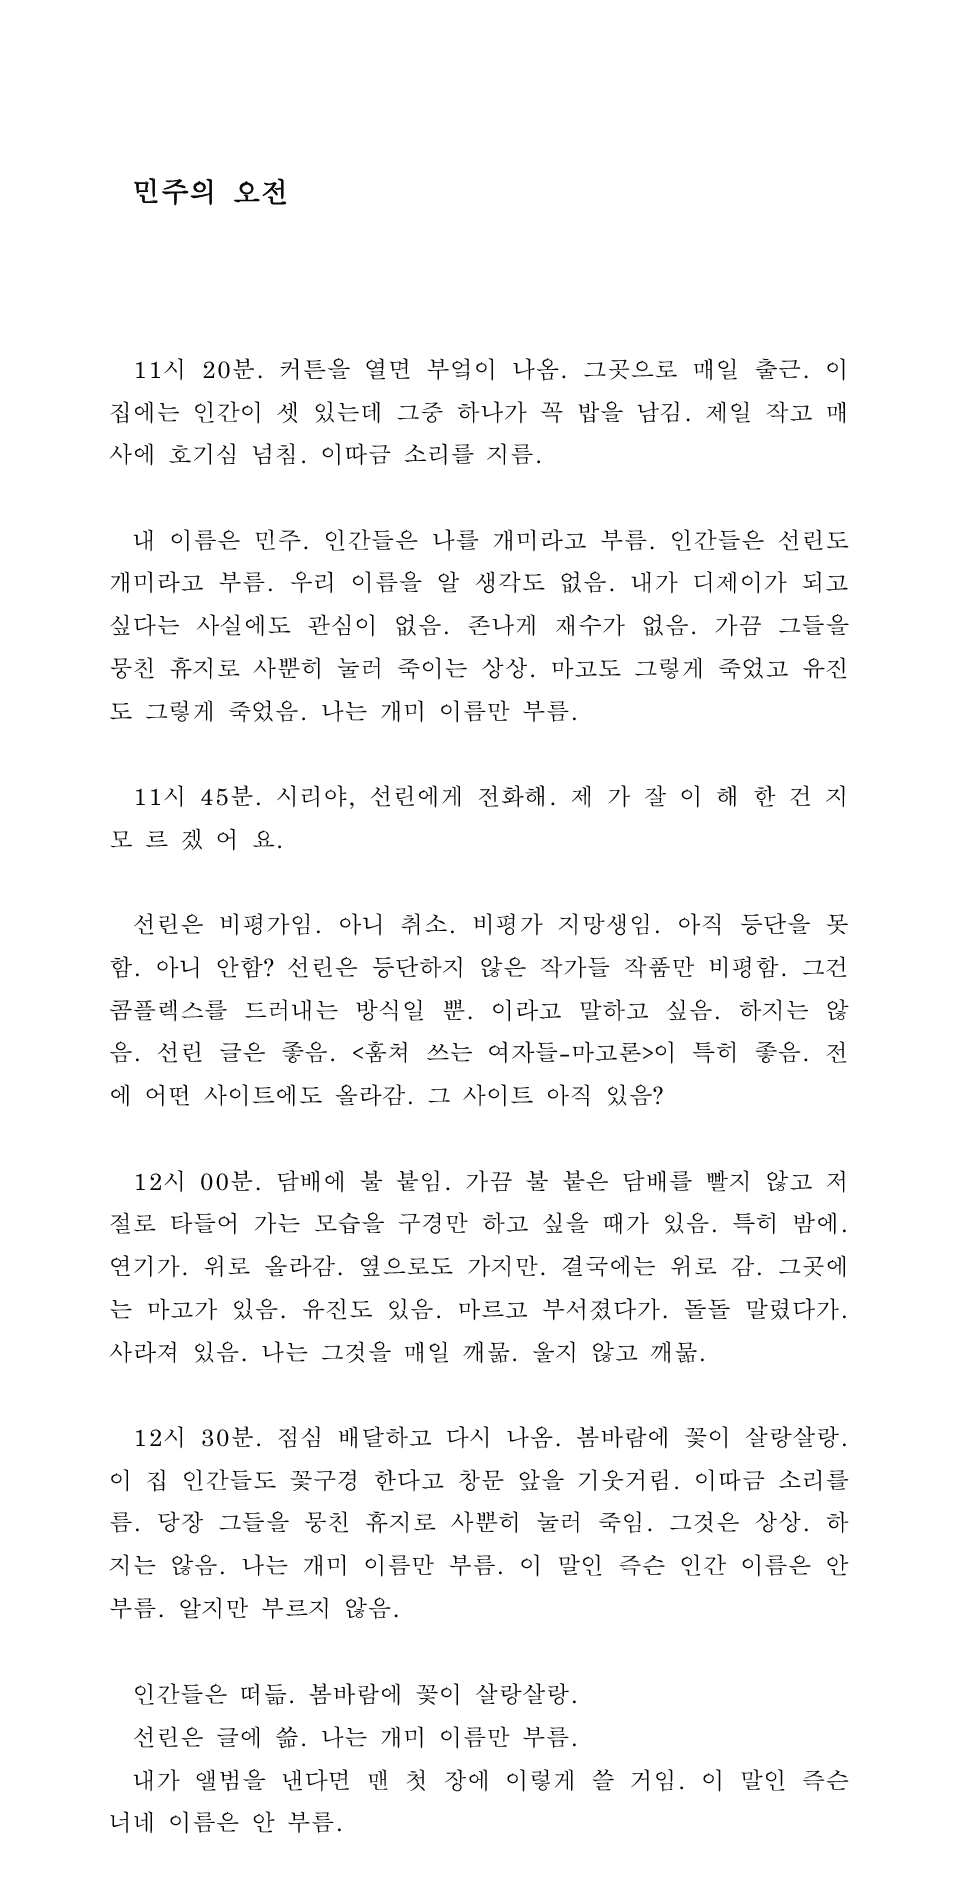 민주의 오전
11시 20분. 커튼을 열면 부엌이 나옴. 그곳으로 매일 출근. 이
집에는 인간이 셋 있는데 그중 하나가 꼭 밥을 남김. 제일 작고 매
사에 호기심 넘침. 이따금 소리를 지름.
내 이름은 민주. 인간들은 나를 개미라고 부름. 인간들은 선린도
개미라고 부름. 우리 이름을 알 생각도 없음. 내가 디제이가 되고
싶다는 사실에도 관심이 없음. 존나게 재수가 없음. 가끔 그들을
뭉친 휴지로 사뿐히 눌러 죽이는 상상. 마고도 그렇게 죽었고 유진
도 그렇게 죽었음. 나는 개미 이름만 부름.
11시 45분. 시리야, 선린에게 전화해. 제 가 잘 이 해 한 건 지
모 르 겠 어 요.
선린은 비평가임. 아니 취소. 비평가 지망생임. 아직 등단을 못
함. 아니 안함? 선린은 등단하지 않은 작가들 작품만 비평함. 그건
콤플렉스를 드러내는 방식일 뿐. 이라고 말하고 싶음. 하지는 않
음. 선린 글은 좋음. <훔쳐 쓰는 여자들-마고론>이 특히 좋음. 전
에 어떤 사이트에도 올라감. 그 사이트 아직 있음?
12시 00분. 담배에 불 붙임. 가끔 불 붙은 담배를 빨지 않고 저
절로 타들어 가는 모습을 구경만 하고 싶을 때가 있음. 특히 밤에.
연기가. 위로 올라감. 옆으로도 가지만. 결국에는 위로 감. 그곳에
는 마고가 있음. 유진도 있음. 마르고 부서졌다가. 돌돌 말렸다가.
사라져 있음. 나는 그것을 매일 깨묾. 울지 않고 깨묾.
12시 30분. 점심 배달하고 다시 나옴. 봄바람에 꽃이 살랑살랑.
이 집 인간들도 꽃구경 한다고 창문 앞을 기웃거림. 이따금 소리를
름. 당장 그들을 뭉친 휴지로 사뿐히 눌러 죽임. 그것은 상상. 하
지는 않음. 나는 개미 이름만 부름. 이 말인 즉슨 인간 이름은 안
부름. 알지만 부르지 않음.
인간들은 떠듦. 봄바람에 꽃이 살랑살랑.
선린은 글에 씖. 나는 개미 이름만 부름.
내가 앨범을 낸다면 맨 첫 장에 이렇게 쓸 거임. 이 말인 즉슨
너네 이름은 안 부름.